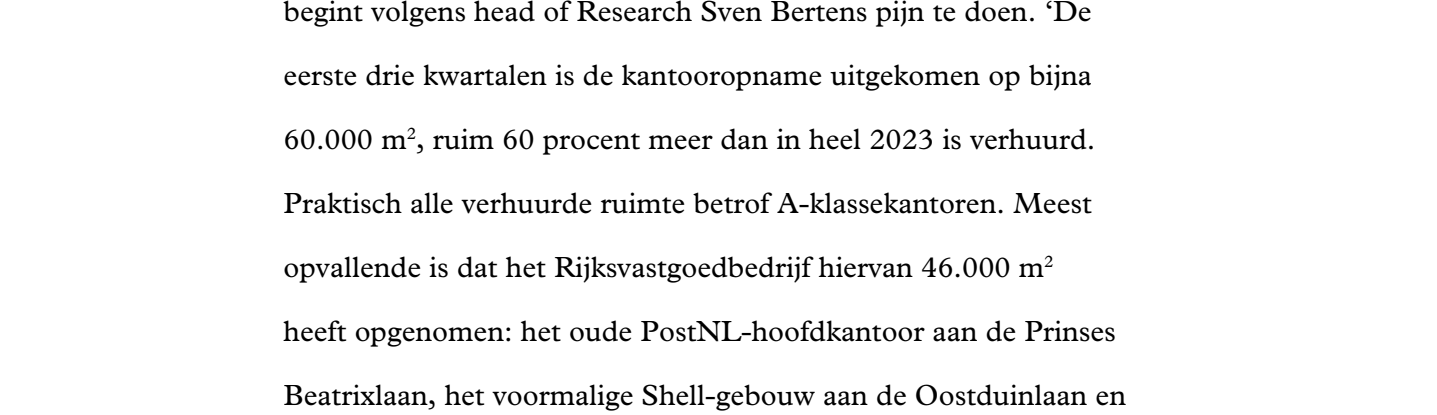 begint volgens head of Research Sven Bertens pijn te doen. ‘De
eerste drie kwartalen is de kantooropname uitgekomen op bijna
60.000 m², ruim 60 procent meer dan in heel 2023 is verhuurd.
Praktisch alle verhuurde ruimte betrof A-klassekantoren. Meest
opvallende is dat het Rijksvastgoedbedrijf hiervan 46.000 m²
heeft opgenomen: het oude PostNL-hoofdkantoor aan de Prinses
Beatrixlaan, het voormalige Shell-gebouw aan de Oostduinlaan en